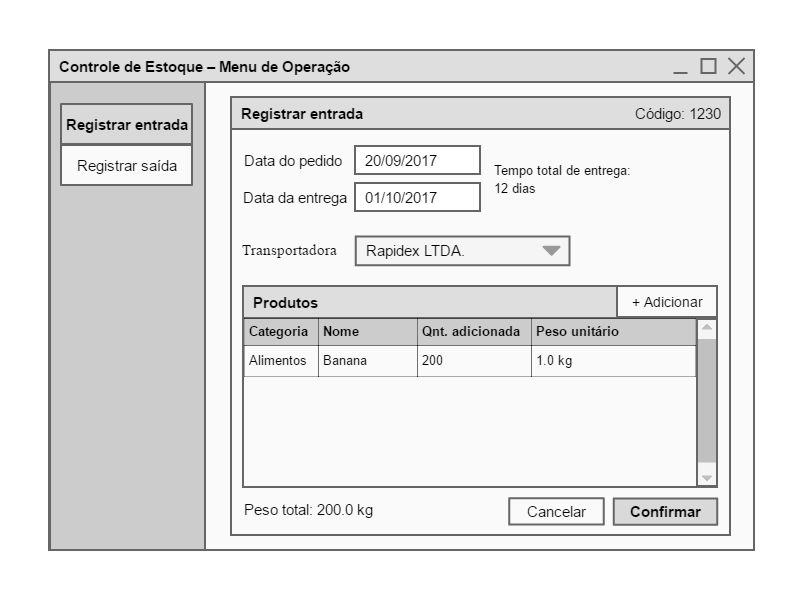 Controle de Estoque – Menu de Operação
Registrar entrada
Registrar saída
Registrar entrada
Código: 1230
Data do pedido
20/09/2017
Data da entrega
01/10/2017
Tempo total de entrega:
12 dias
Transportadora
Rapidex LTDA.
Produtos
+ Adicionar
Categoria Nome Qnt. adicionada Peso unitário
Alimentos Banana 200 1.0 kg
Peso total: 200.0 kg
Cancelar
Confirmar